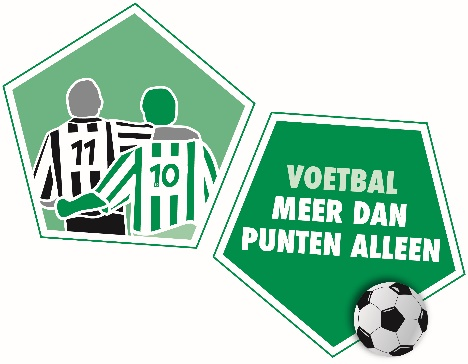 11
10
VOETBAL
MEER DAN
PUNTEN ALLEEN